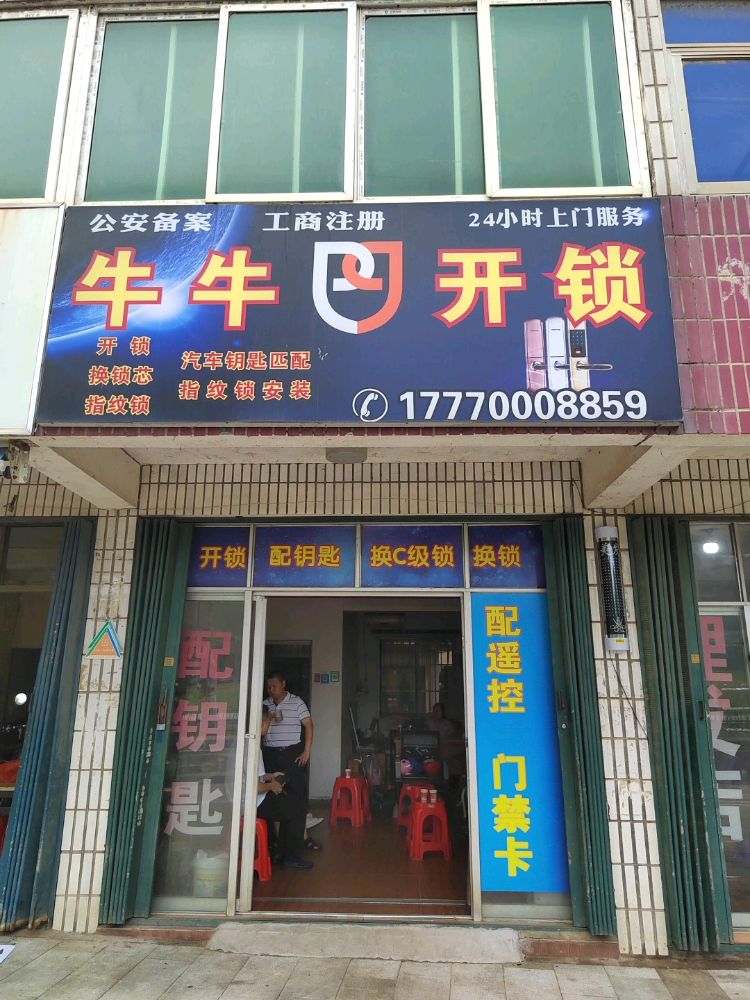 公安备案 工商注册 24小时上门服务
牛牛 开锁
开锁
换锁芯
指纹锁
汽车钥匙匹配
指纹锁安装
17770008859
开锁 配钥匙 换C级锁 换锁
配钥匙
配遥控 门禁卡
理发店